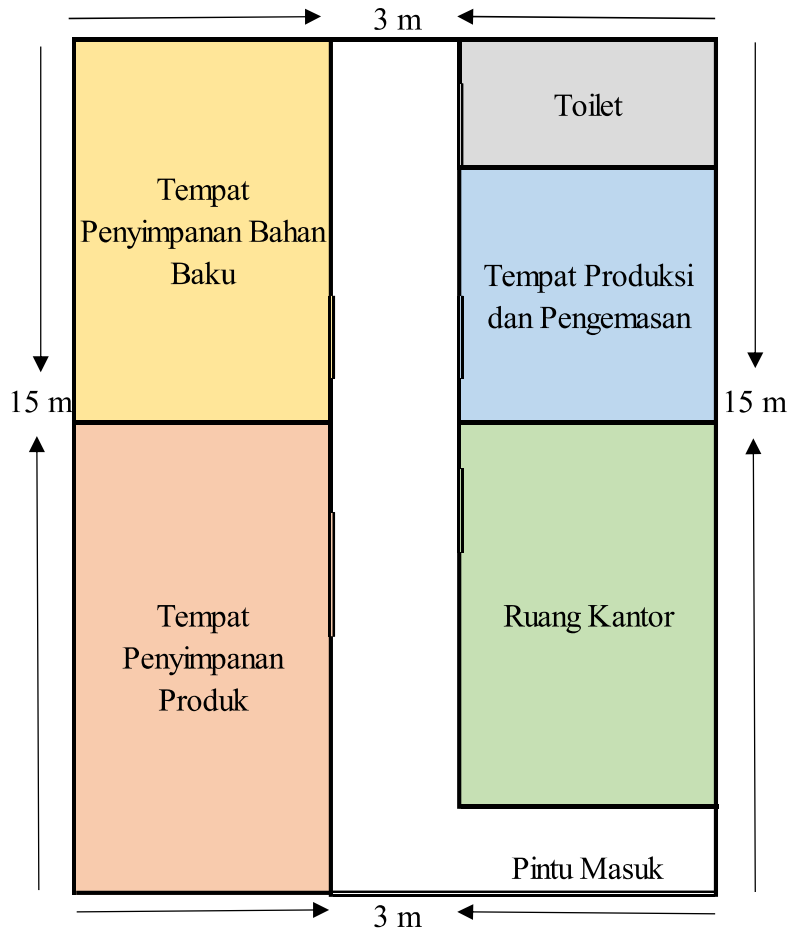 3 m
Toilet
Tempat
Penyimpanan Bahan
Baku
Tempat Produksi
dan Pengemasan
15 m
15 m
Tempat
Penyimpanan
Produk
Ruang Kantor
Pintu Masuk
3 m